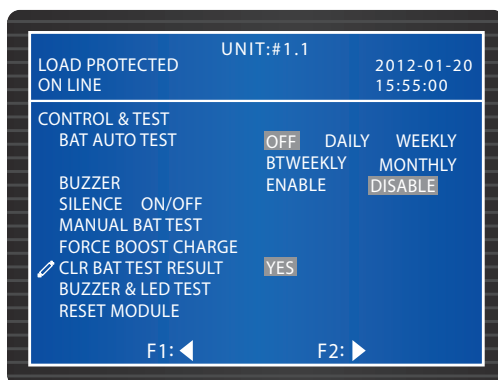 UNIT:#1.1
LOAD PROTECTED 2012-01-20
ON LINE 15:55:00
CONTROL & TEST
BAT AUTO TEST OFF DAILY WEEKLY
BTWEEKLY MONTHLY
BUZZER ENABLE DISABLE
SILENCE ON/OFF
MANUAL BAT TEST
FORCE BOOST CHARGE
CLR BAT TEST RESULT YES
BUZZER & LED TEST
RESET MODULE
F1: F2: